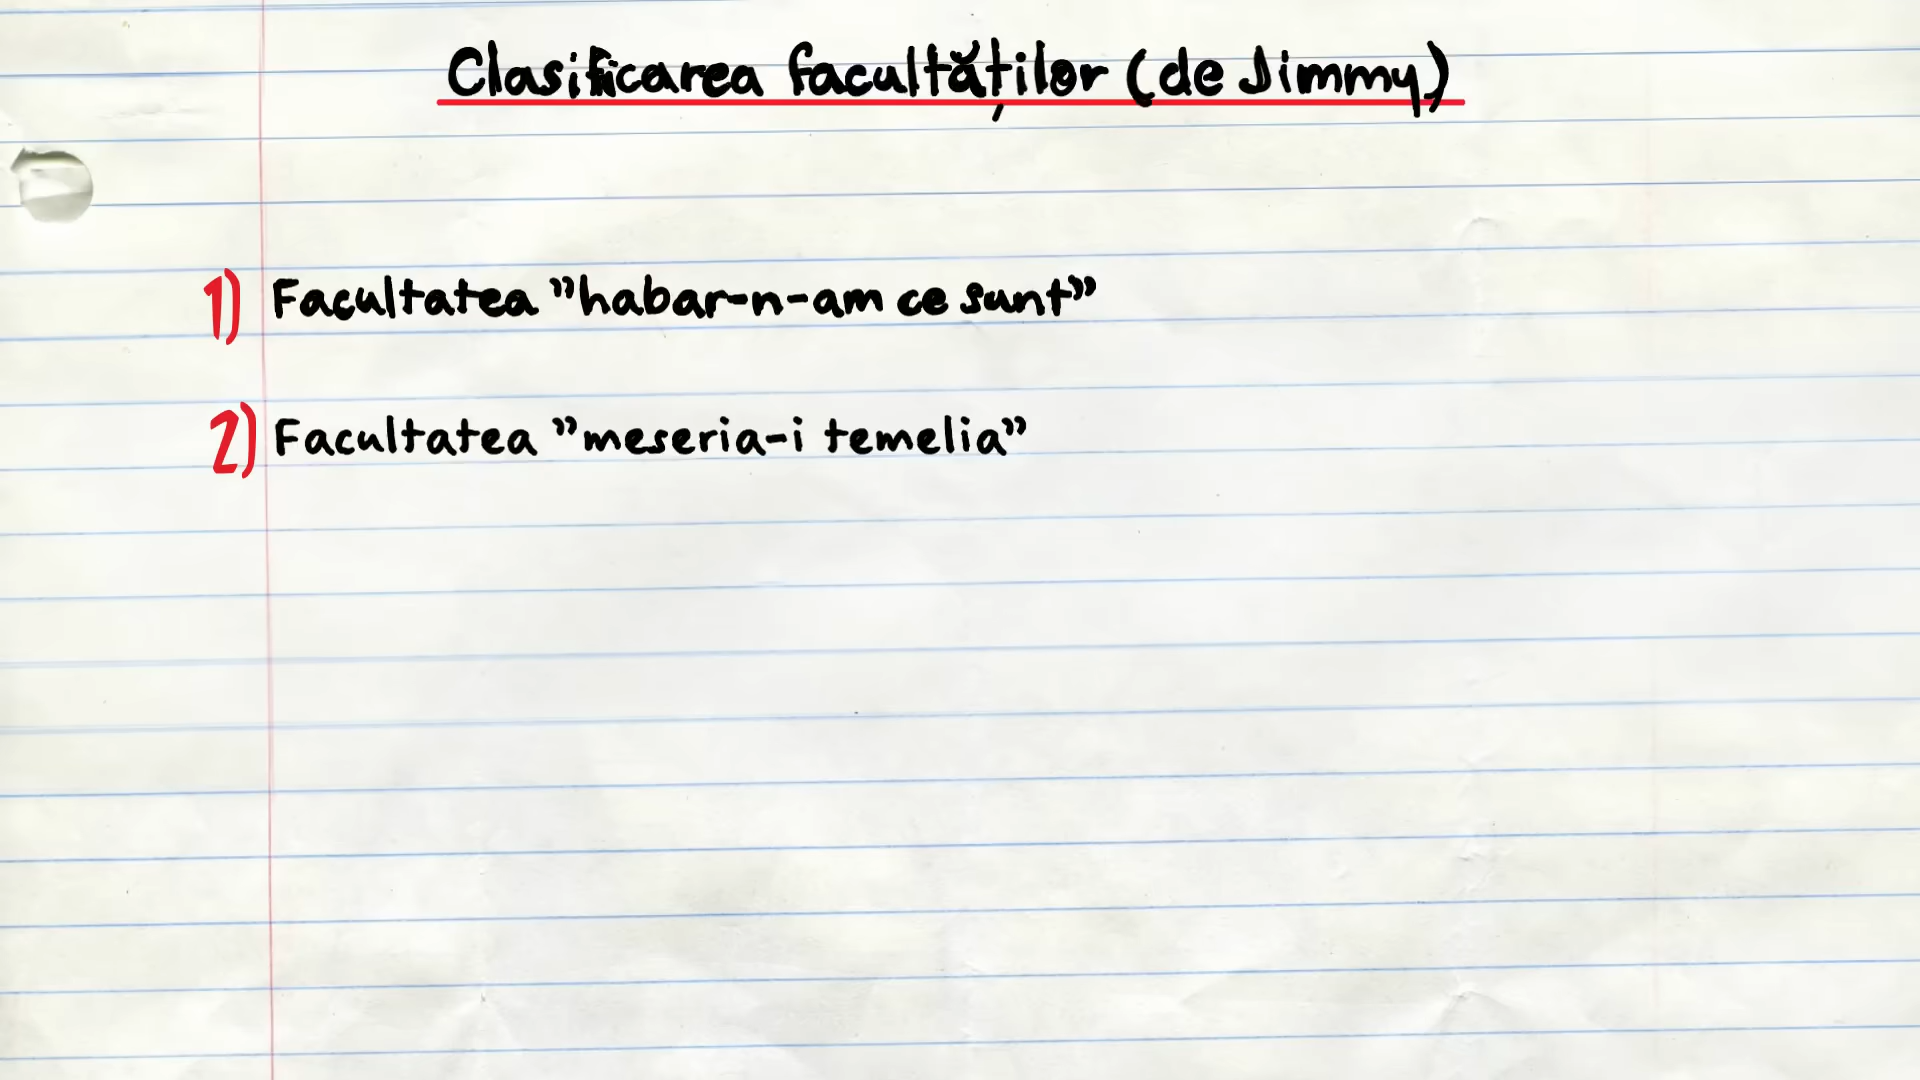 Clasificarea facultăților (de Jimmy)
1) Facultatea ”habar-n-am ce sunt”
2) Facultatea ”meseria-i temelia”